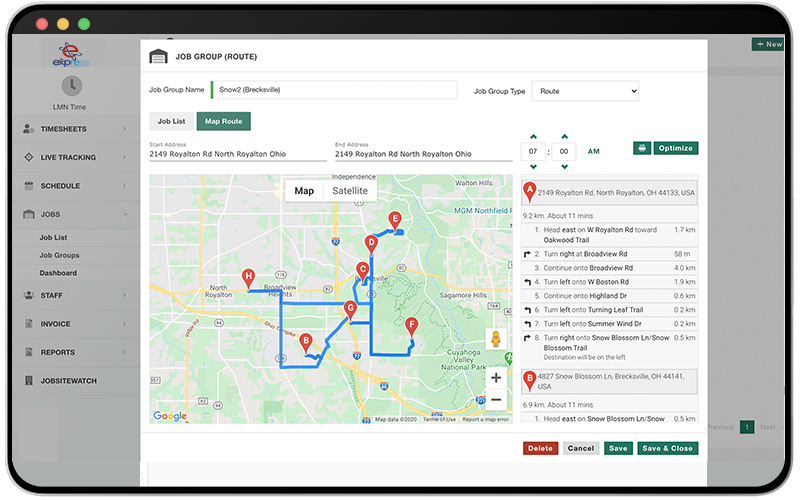 express
LMN Time
TIMESHEETS
LIVE TRACKING
SCHEDULE
JOBS
Job List
Job Groups
Dashboard
STAFF
INVOICE
REPORTS
JOBSITEWATCH
+ New
JOB GROUP (ROUTE)
Job Group Name
Snow2 (Brecksville)
Job Group Type
Route
Job List
Map Route
Start Address
2149 Royalton Rd North Royalton Ohio
End Address
2149 Royalton Rd North Royalton Ohio
07 : 00 AM
Optimize
Map
Satellite
Independence
Walton Hills
MGM Northfield
E
D
C
H
G
F
B
North
Royalton
Broadview
Heights
Sagamore Hills
Ohio Turnpike
Cuyahoga
Valley National
Park
77
77
80
271
82
176
Google
Map data ©2020
Terms of Use
Report a map error
A
2149 Royalton Rd, North Royalton, OH 44133, USA
9.2 km. About 11 mins
1. Head east on W Royalton Rd toward Oakwood Trail 1.7 km
2. Turn right at Broadview Rd 58 m
3. Continue onto Broadview Rd 4.0 km
4. Turn left onto W Boston Rd 1.9 km
5. Continue onto Highland Dr 0.6 km
6. Turn left onto Turning Leaf Trail 0.2 km
7. Turn left onto Summer Wind Dr 0.2 km
8. Turn right onto Snow Blossom Ln/Snow Blossom Trail 0.5 km
Destination will be on the left
B
4827 Snow Blossom Ln, Brecksville, OH 44141,
USA
6.9 km. About 11 mins
1. Head east on Snow Blossom Ln/Snow 0.5 km
Previous 1 Next
Delete
Cancel
Save
Save & Close